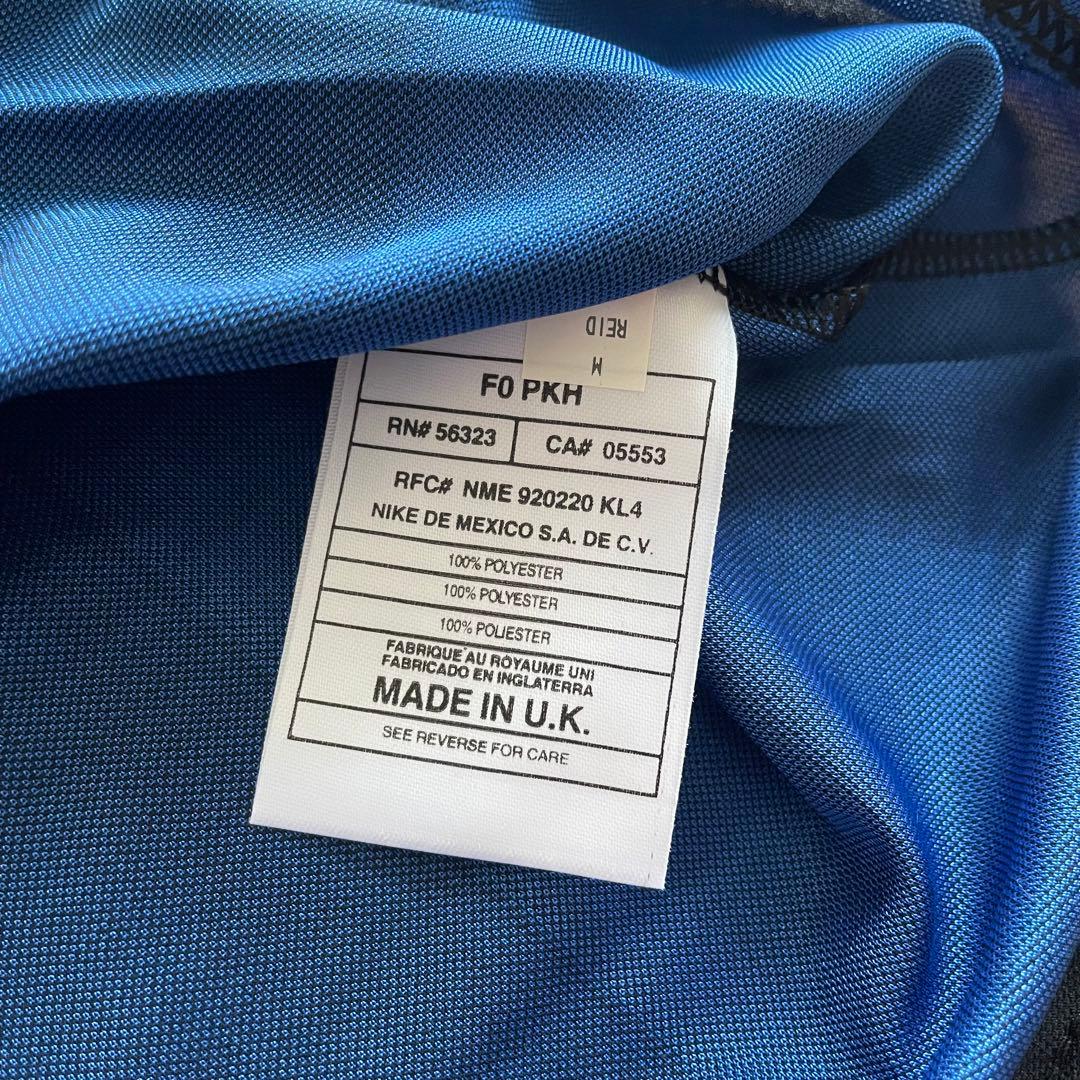 REID
M
F0 PKH
RN# 56323
CA# 05553
RFC# NME 920220 KL4
NIKE DE MEXICO S.A. DE C.V.
100% POLYESTER
100% POLYESTER
100% POLIESTER
FABRIQUE AU ROYAUME UNI
FABRICADO EN INGLATERRA
MADE IN U.K.
SEE REVERSE FOR CARE